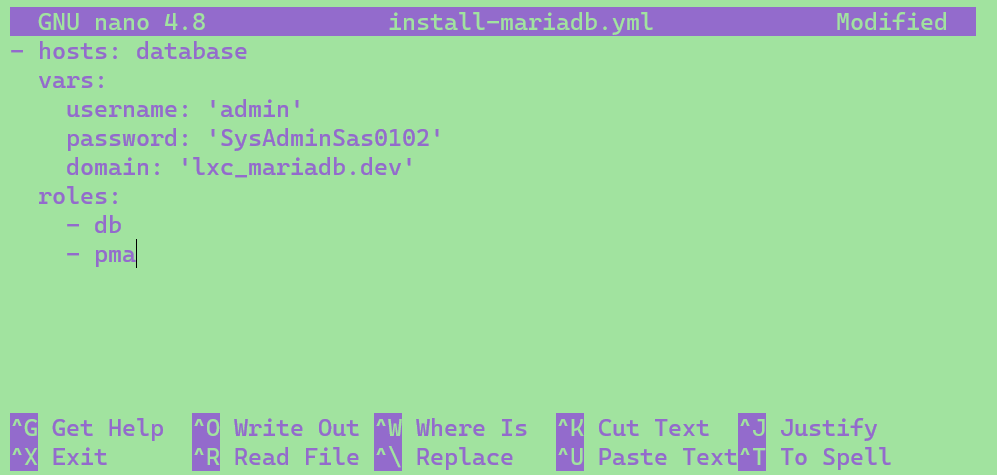 GNU nano 4.8 install-mariadb.yml Modified
- hosts: database
  vars:
    username: 'admin'
    password: 'SysAdminSas0102'
    domain: 'lxc_mariadb.dev'
  roles:
    - db
    - pma
^G Get Help ^O Write Out ^W Where Is ^K Cut Text ^J Justify
^X Exit ^R Read File ^\ Replace ^U Paste Text^T To Spell